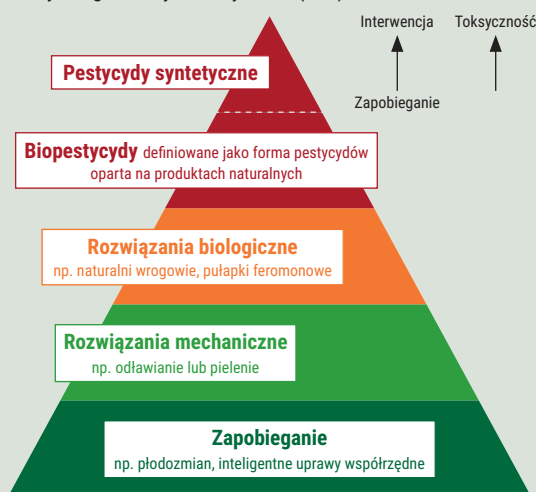 Interwencja
Toksyczność
Zapobieganie
Pestycydy syntetyczne
Biopestycydy definiowane jako forma pestycydów
oparta na produktach naturalnych
Rozwiązania biologiczne
np. naturalni wrogowie, pułapki feromonowe
Rozwiązania mechaniczne
np. odławianie lub pielenie
Zapobieganie
np. płodozmian, inteligentne uprawy współrzędne